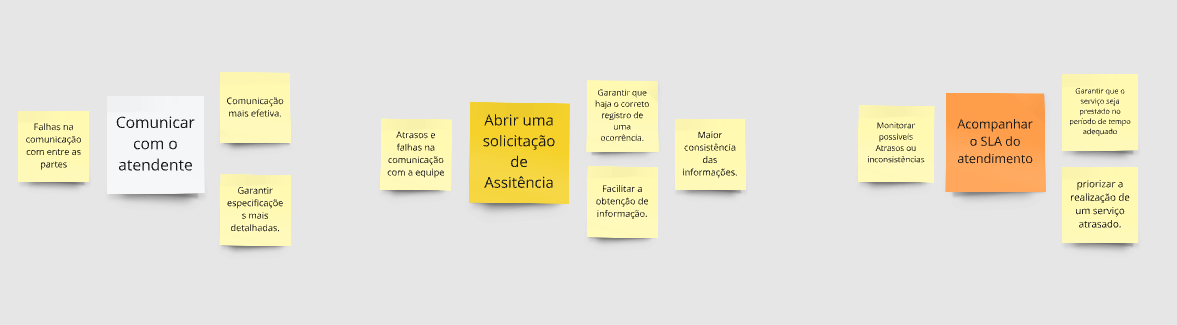 Falhas na
comunicação
com entre as
partes
Comunicar
com o
atendente
Comunicação
mais efetiva.
Garantir
especificaçõe
s mais
detalhadas.
Atrasos e
falhas na
comunicação
com a equipe
Abrir uma
solicitação
de
Assitência
Garantir que
haja o correto
registro de
uma
ocorrência.
Facilitar a
obtenção de
informação.
Maior
consistência
das
informações.
Monitorar
possíveis
Atrasos ou
inconsistências
Acompanhar
o SLA do
atendimento
Garantir que o
serviço seja
prestado no
período de tempo
adequado
priorizar a
realização de
um serviço
atrasado.